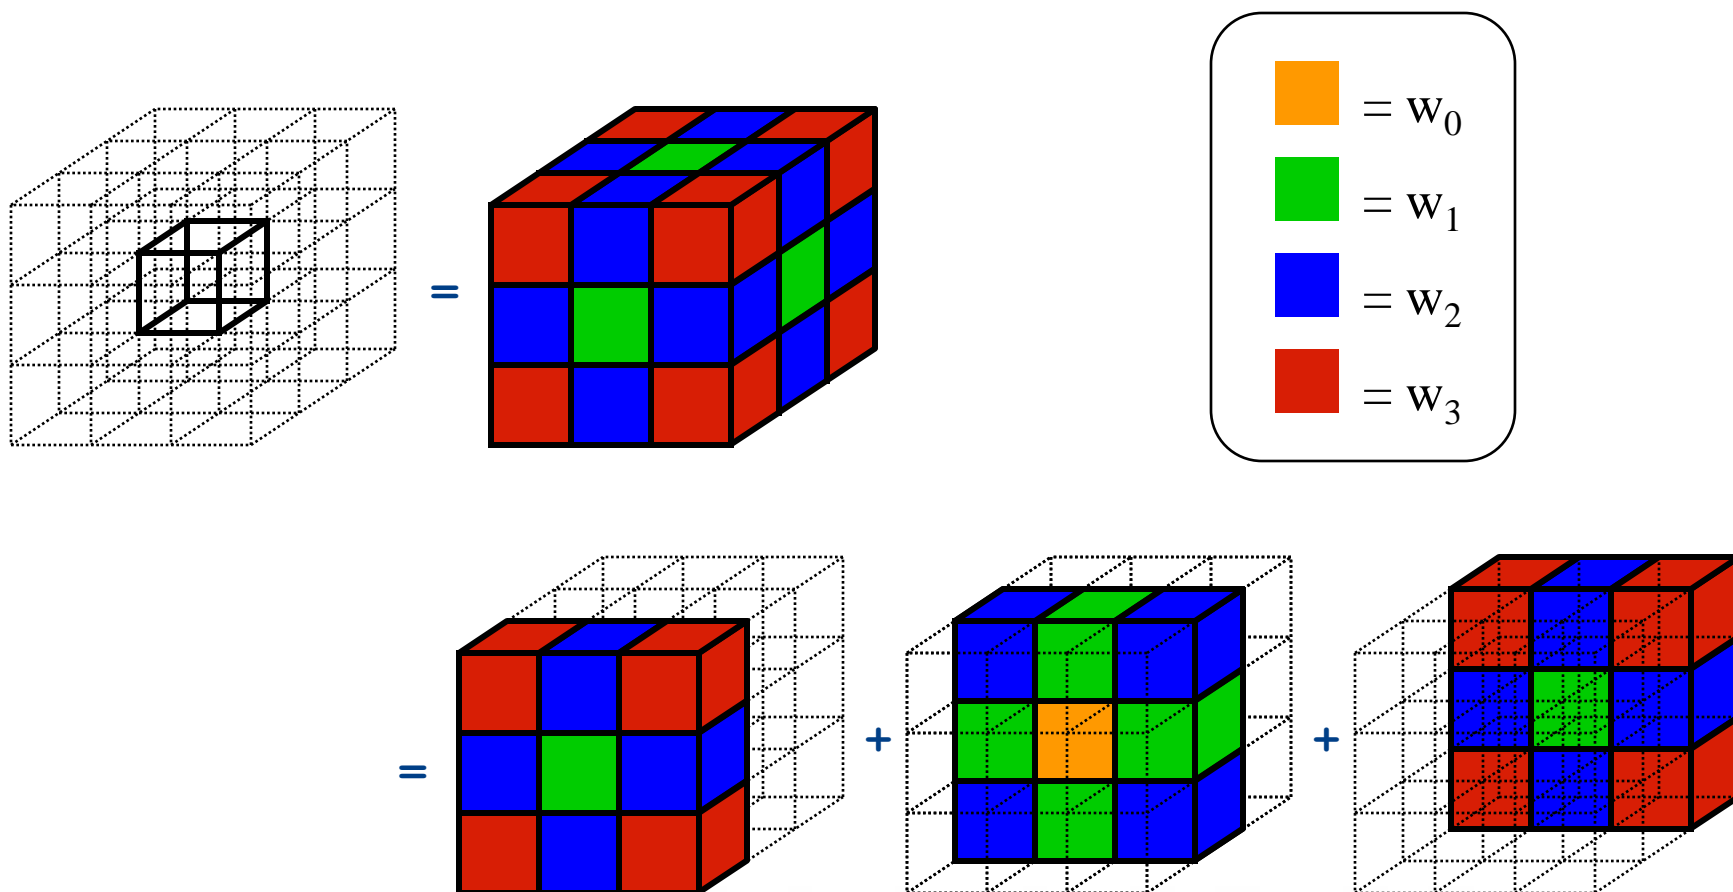 = w₀
= w₁
=
= w₂
= w₃
= + +